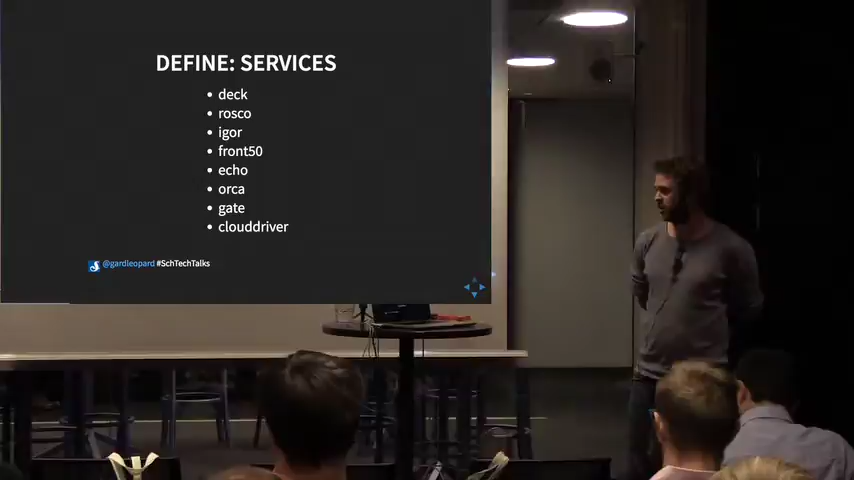 DEFINE: SERVICES
• deck
• rosco
• igor
• front50
• echo
• orca
• gate
• clouddriver
@gardleopard #SchTechTalks